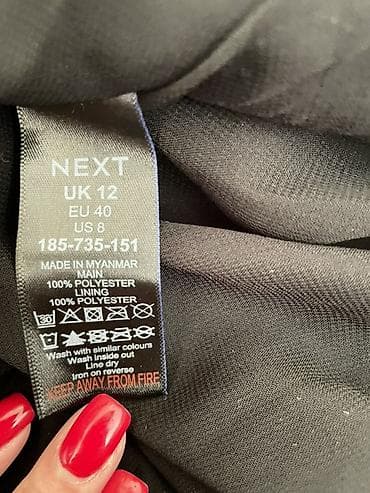 NEXT
UK 12
EU 40
US 8
185-735-151
MADE IN MYANMAR
MAIN
100% POLYESTER
LINING
100% POLYESTER
30
Wash with similar colours
Wash inside out
Line dry
Iron on reverse
KEEP AWAY FROM FIRE